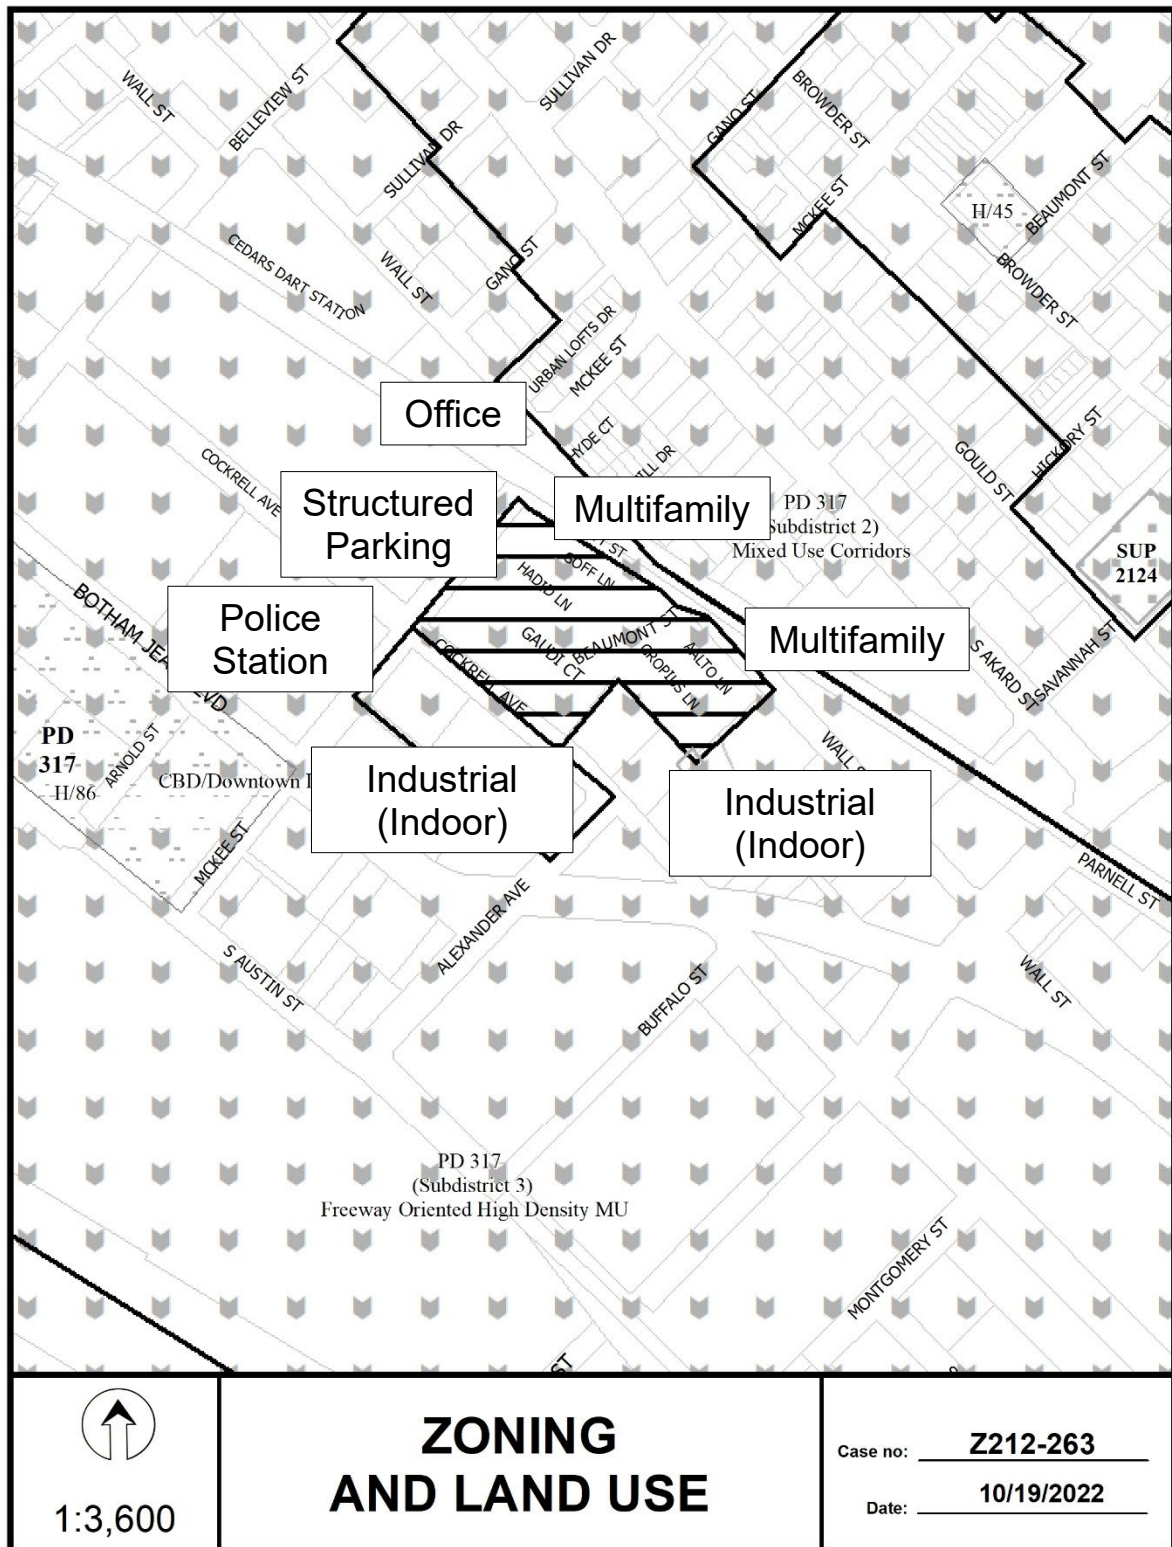 WALL ST
BELLEVIEW ST
SULLIVAN DR
SULLIVAN DR
GANO ST
BROWDER ST
MCKEE ST
H/45
BEAUMONT ST
BROWDER ST
CEDARS DART STATION
WALL ST
GANO ST
URBAN LOFTS DR
MCKEE ST
Office
HYDE CT
ILL DR
COCKRELL AVE
GOULD ST
HICKORY ST
Structured
Parking
Multifamily
PD 317
Subdistrict 2)
Mixed Use Corridors
SUP
2124
ST
GOFF LN
HADID LN
Police
Station
BOTHAM JEA
LVD
GAUDI CT
BEAUMONT ST
COCKRELL AVE
GROPIUS LN
AALTO LN
Multifamily
S AKARD ST
SAVANNAH ST
PD
317
H/86
ARNOLD ST
CBD/Downtown
Industrial
(Indoor)
WALL S
Industrial
(Indoor)
MCKEE ST
PARNELL ST
ALEXANDER AVE
S AUSTIN ST
BUFFALO ST
WALL ST
PD 317
(Subdistrict 3)
Freeway Oriented High Density MU
MONTGOMERY ST
ST
1:3,600
ZONING
AND LAND USE
Case no: Z212-263
Date: 10/19/2022